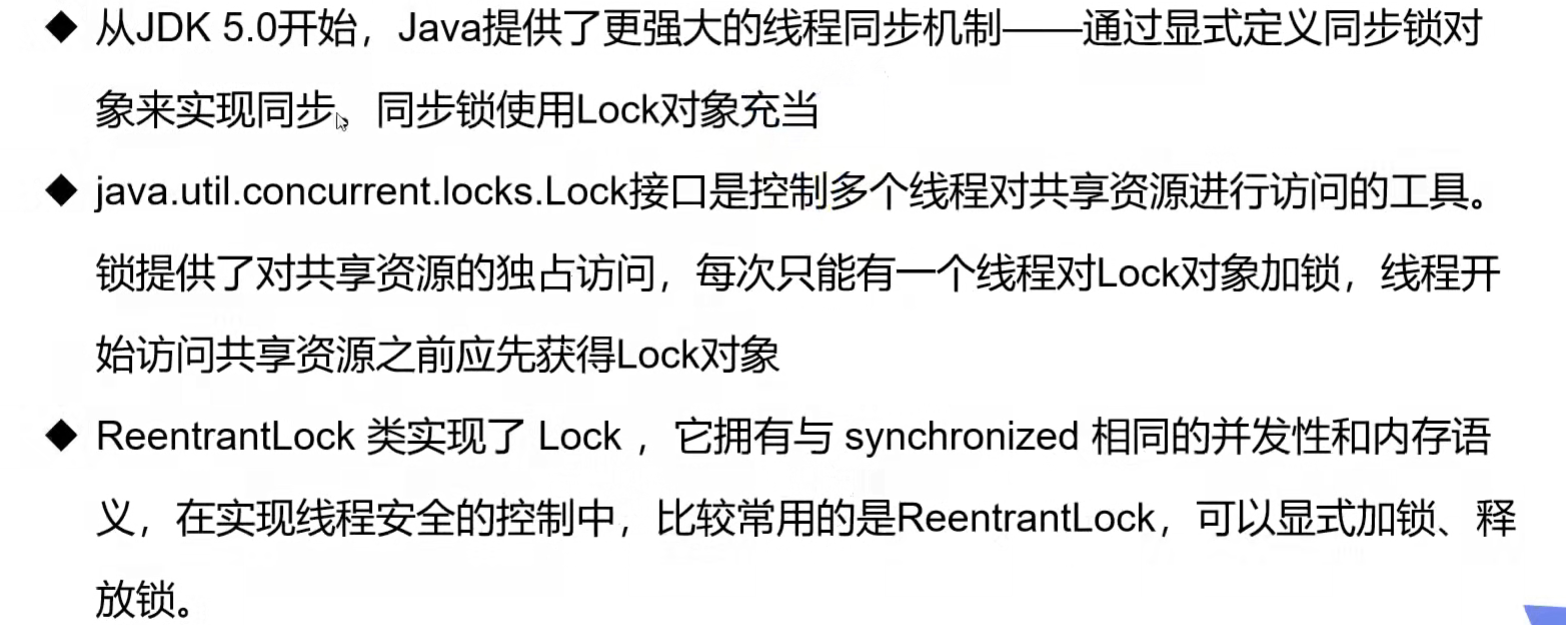 ◆ 从JDK 5.0开始，Java提供了更强大的线程同步机制——通过显式定义同步锁对
象来实现同步。同步锁使用Lock对象充当
◆ java.util.concurrent.locks.Lock接口是控制多个线程对共享资源进行访问的工具。
锁提供了对共享资源的独占访问，每次只能有一个线程对Lock对象加锁，线程开
始访问共享资源之前应先获得Lock对象
◆ ReentrantLock 类实现了 Lock ，它拥有与 synchronized 相同的并发性和内存语
义，在实现线程安全的控制中，比较常用的是ReentrantLock，可以显式加锁、释
放锁。